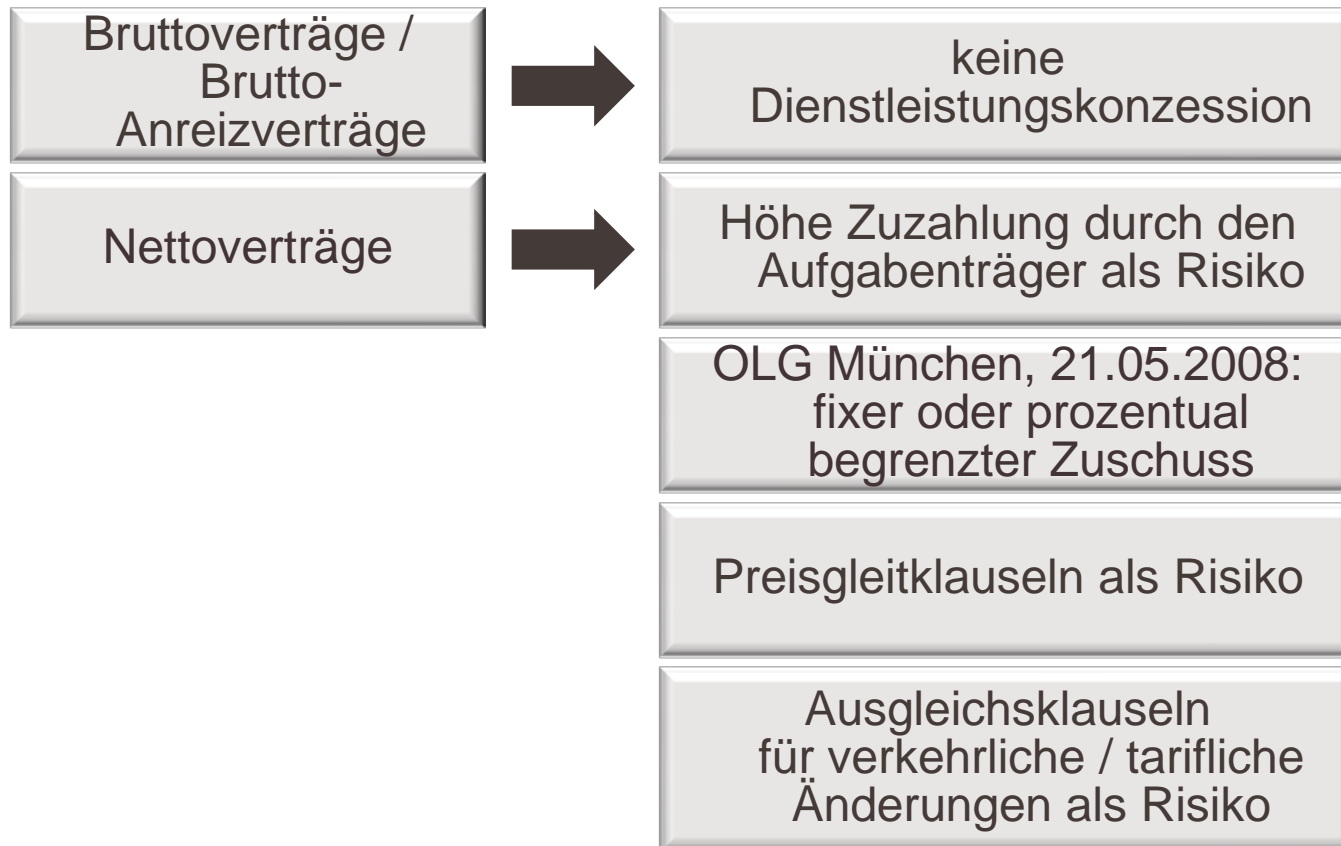 Bruttoverträge /
Brutto-
Anreizverträge
keine
Dienstleistungskonzession
Nettoverträge
Höhe Zuzahlung durch den
Aufgabenträger als Risiko
OLG München, 21.05.2008:
fixer oder prozentual
begrenzter Zuschuss
Preisgleitklauseln als Risiko
Ausgleichsklauseln
für verkehrliche / tarifliche
Änderungen als Risiko